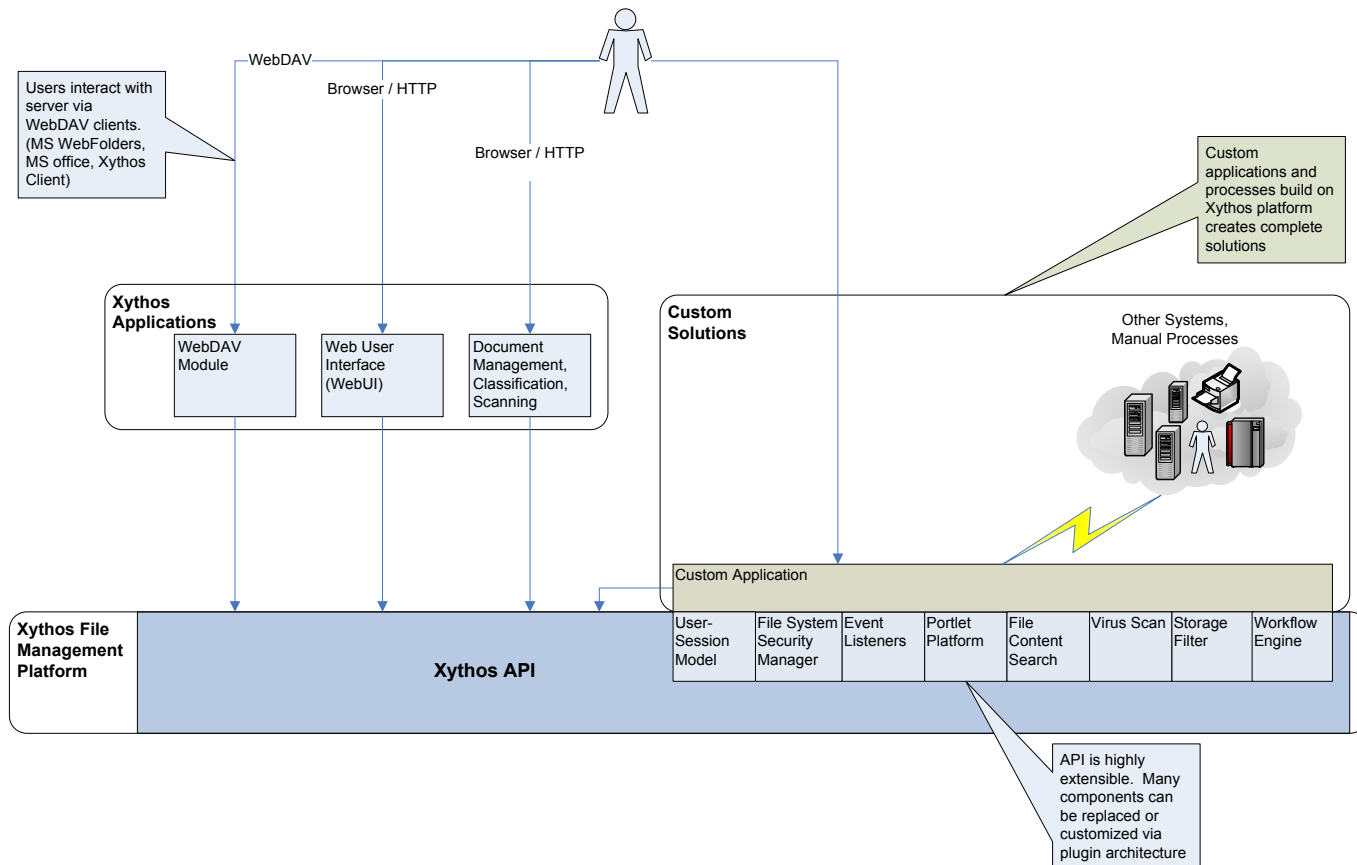 WebDAV
Browser / HTTP
Browser / HTTP
Users interact with
server via
WebDAV clients.
(MS WebFolders,
MS office, Xythos
Client)
Custom
applications and
processes build on
Xythos platform
creates complete
solutions
Xythos
Applications
WebDAV
Module
Web User
Interface
(WebUI)
Document
Management,
Classification,
Scanning
Custom
Solutions
Other Systems,
Manual Processes
Custom Application
Xythos File
Management
Platform
Xythos API
User-
Session
Model
File System
Security
Manager
Event
Listeners
Portlet
Platform
File
Content
Search
Virus Scan
Storage
Filter
Workflow
Engine
API is highly
extensible. Many
components can
be replaced or
customized via
plugin architecture